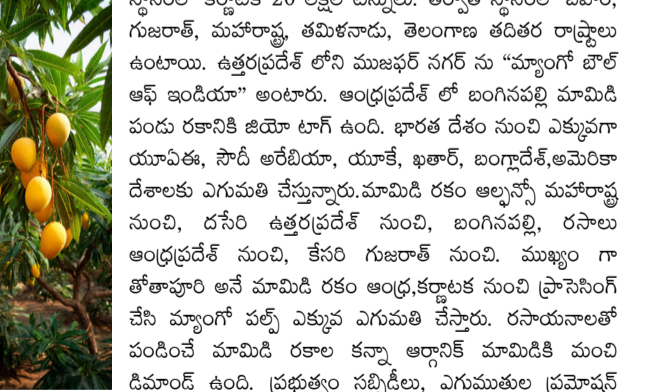 స్థానంలో కర్ణాటక 20 లక్షల టన్నులు. తర్వాత స్థానంలో బీహార్,
గుజరాత్, మహారాష్ట్ర, తమిళనాడు, తెలంగాణ తదితర రాష్ట్రాలు
ఉంటాయి. ఉత్తరప్రదేశ్ లోని ముజఫర్ నగర్ ను “మ్యాంగో బౌల్
ఆఫ్ ఇండియా” అంటారు. ఆంధ్రప్రదేశ్ లో బంగినపల్లి మామిడి
పండు రకానికి జియో టాగ్ ఉంది. భారత దేశం నుంచి ఎక్కువగా
యూఏఈ, సౌదీ అరేబియా, యూకే, ఖతార్, బంగ్లాదేశ్,అమెరికా
దేశాలకు ఎగుమతి చేస్తున్నారు.మామిడి రకం ఆల్ఫన్సో మహారాష్ట్ర
నుంచి, దసేరి ఉత్తరప్రదేశ్ నుంచి, బంగినపల్లి, రసాలు
ఆంధ్రప్రదేశ్ నుంచి, కేసరి గుజరాత్ నుంచి. ముఖ్యం గా
తోతాపూరి అనే మామిడి రకం ఆంధ్ర,కర్ణాటక నుంచి ప్రాసెసింగ్
చేసి మ్యాంగో పల్ప్ ఎక్కువ ఎగుమతి చేస్తారు. రసాయనాలతో
పండించే మామిడి రకాల కన్నా ఆర్గానిక్ మామిడికి మంచి
డిమాండ్ ఉంది. ప్రభుత్వం సబ్సిడీలు, ఎగుముతుల ప్రమోషన్